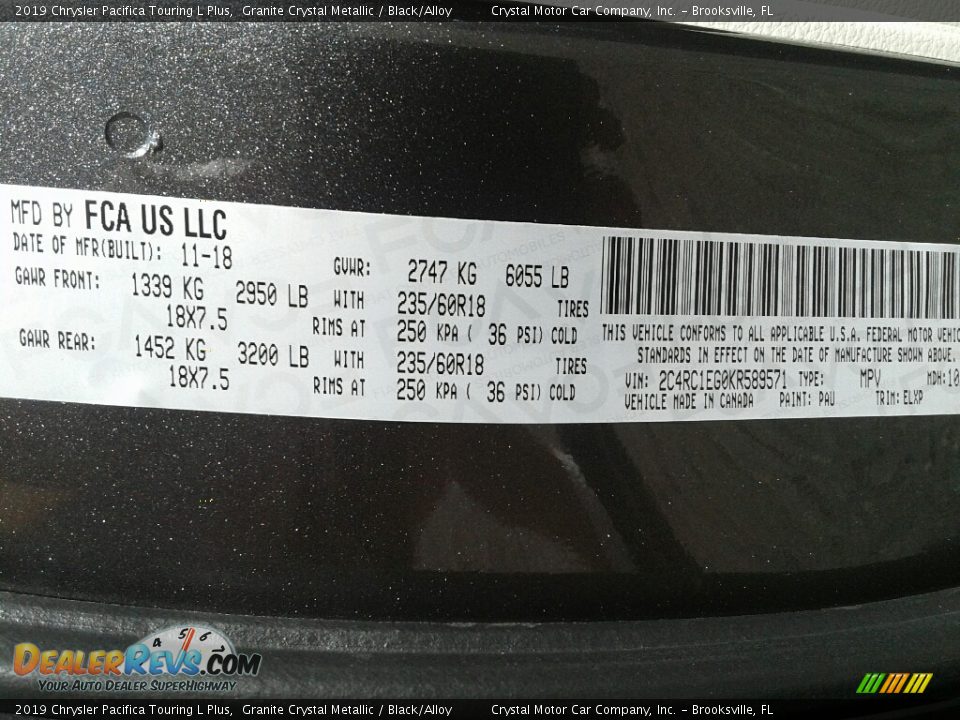 2019 Chrysler Pacifica Touring L Plus, Granite Crystal Metallic / Black/Alloy Crystal Motor Car Company, Inc. - Brooksville, FL
MFD BY FCA US LLC
DATE OF MFR(BUILT): 11-18
GVWR: 2747 KG 6055 LB
GAWR FRONT: 1339 KG 2950 LB WITH 235/60R18 TIRES
18X7.5 RIMS AT 250 KPA ( 36 PSI) COLD
GAWR REAR: 1452 KG 3200 LB WITH 235/60R18 TIRES
18X7.5 RIMS AT 250 KPA ( 36 PSI) COLD
THIS VEHICLE CONFORMS TO ALL APPLICABLE U.S.A. FEDERAL MOTOR VEHIC
STANDARDS IN EFFECT ON THE DATE OF MANUFACTURE SHOWN ABOVE.
VIN: 2C4RC1EG0KR589571 TYPE: MPV MDH:10
VEHICLE MADE IN CANADA PAINT: PAU TRIM: ELXP
4 5 6
DealerRevs.com
Your Auto Dealer SuperHighway
2019 Chrysler Pacifica Touring L Plus, Granite Crystal Metallic / Black/Alloy Crystal Motor Car Company, Inc. - Brooksville, FL